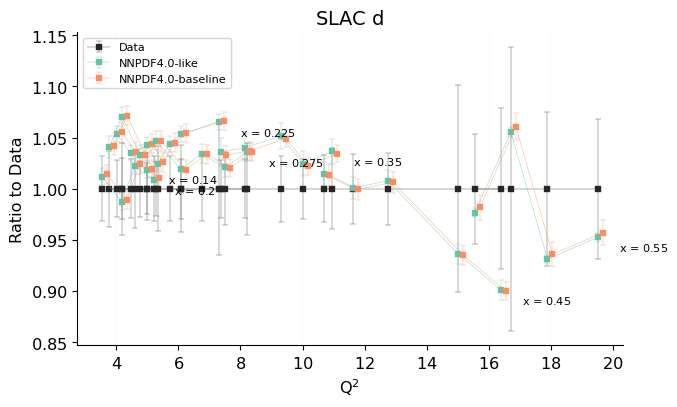 SLAC d
1.15
1.10
1.05
1.00
0.95
0.90
0.85
Ratio to Data
Data
NNPDF4.0-like
NNPDF4.0-baseline
x = 0.225
x = 0.275
x = 0.35
x = 0.14
x = 0.2
x = 0.55
x = 0.45
4 6 8 10 12 14 16 18 20
Q²